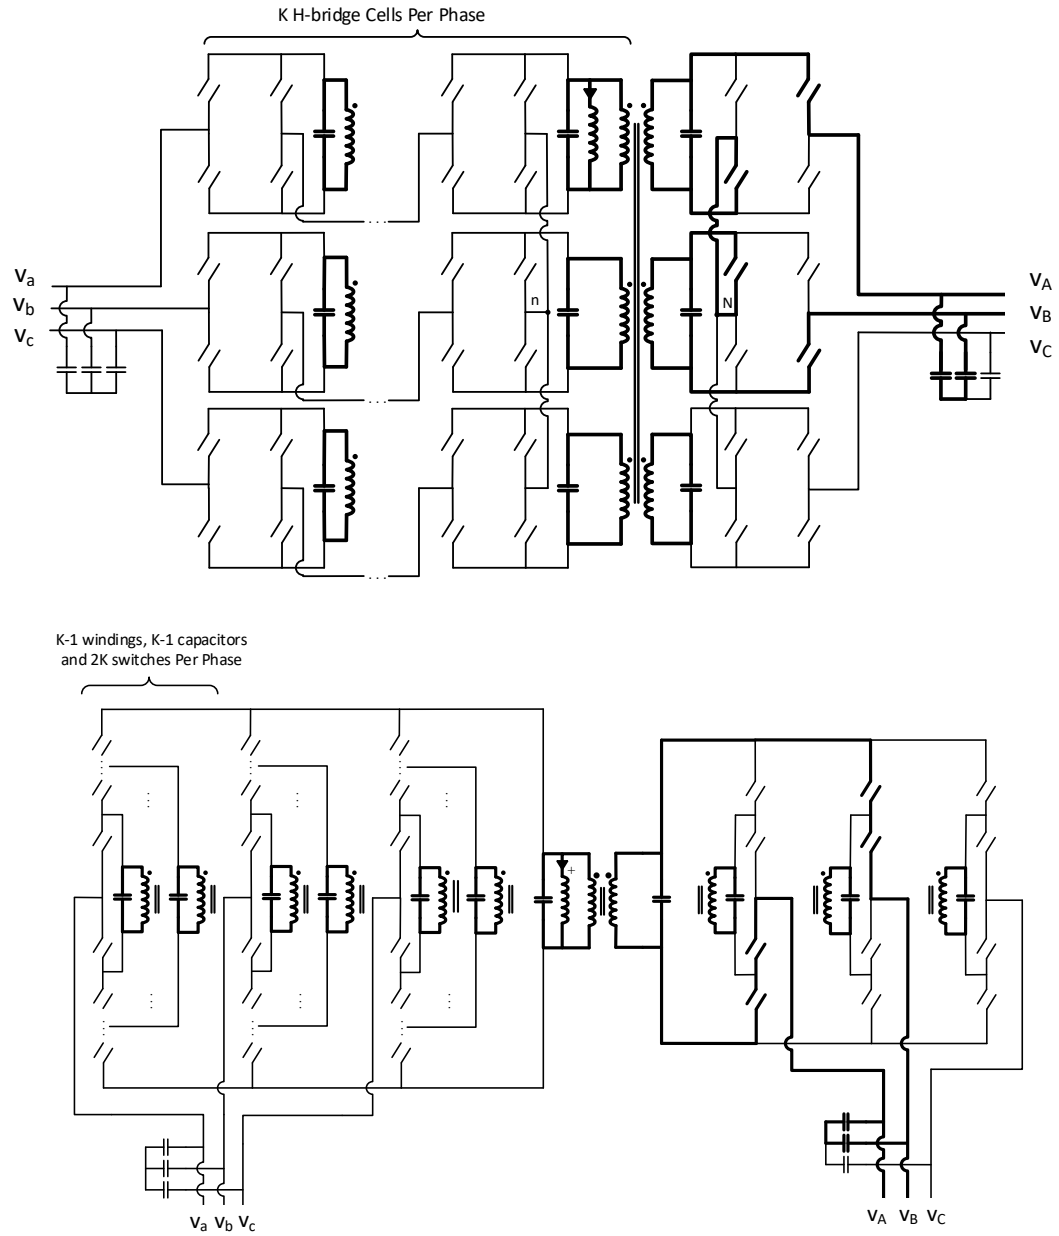 K H-bridge Cells Per Phase
va
vb
vc
n
N
vA
vB
vC
K-1 windings, K-1 capacitors
and 2K switches Per Phase
+
va vb vc
vA vB vC